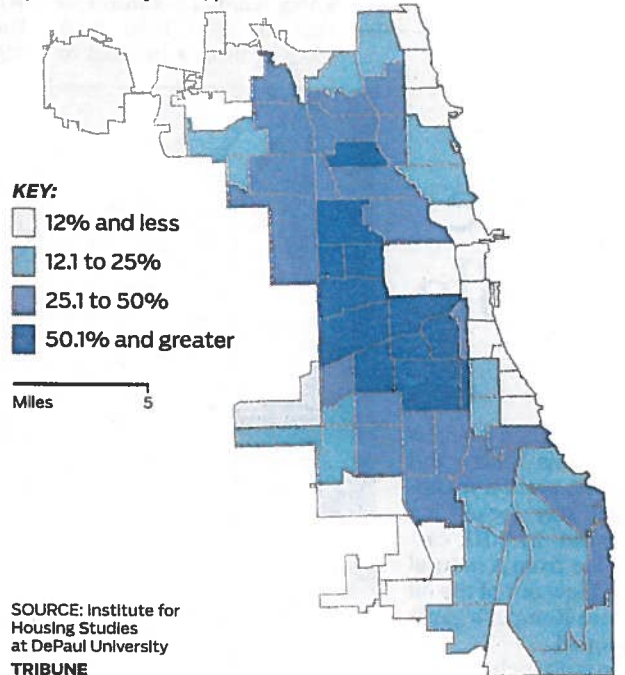 KEY:
12% and less
12.1 to 25%
25.1 to 50%
50.1% and greater
Miles 5
SOURCE: Institute for
Housing Studies
at DePaul University
TRIBUNE